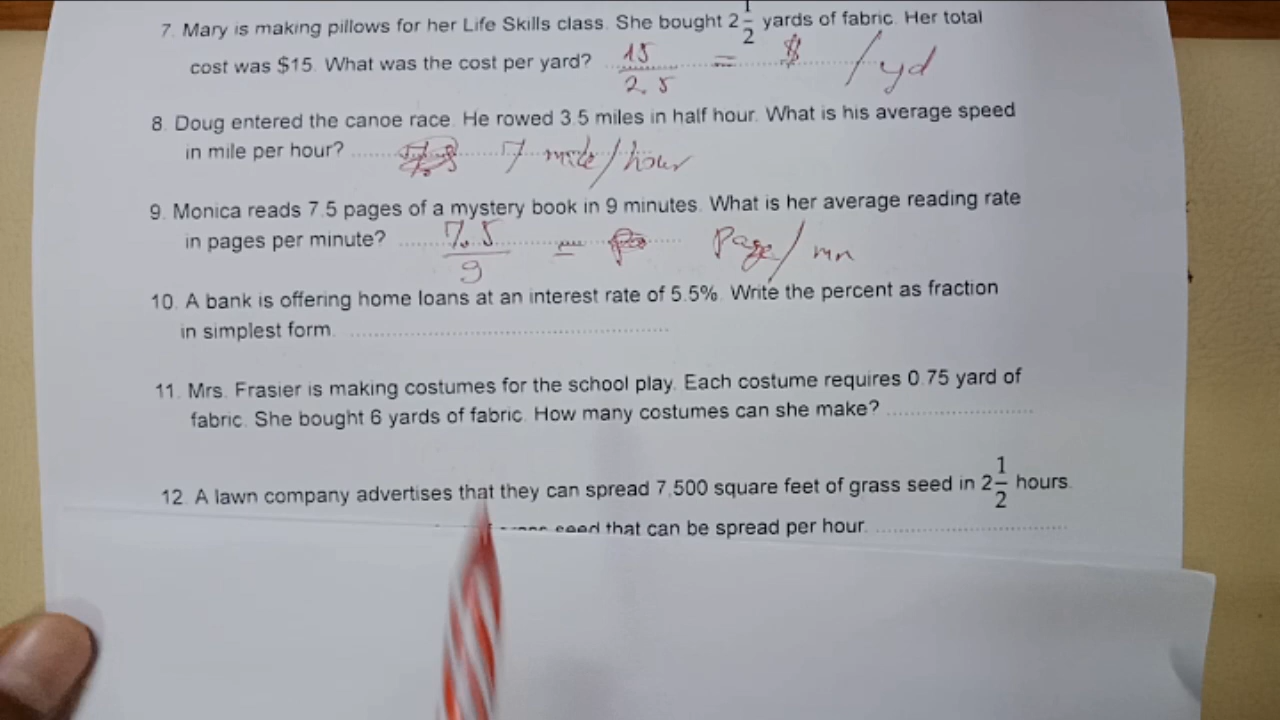 7. Mary is making pillows for her Life Skills class. She bought 2 1/2 yards of fabric. Her total
cost was $15. What was the cost per yard? 15/2.5 = $ /yd
8. Doug entered the canoe race. He rowed 3.5 miles in half hour. What is his average speed
in mile per hour? 7 mile/hour
9. Monica reads 7.5 pages of a mystery book in 9 minutes. What is her average reading rate
in pages per minute? 7.5/9 = Page/mn
10. A bank is offering home loans at an interest rate of 5.5%. Write the percent as fraction
in simplest form.
11. Mrs. Frasier is making costumes for the school play. Each costume requires 0.75 yard of
fabric. She bought 6 yards of fabric. How many costumes can she make?
12. A lawn company advertises that they can spread 7,500 square feet of grass seed in 2 1/2 hours.
seed that can be spread per hour.